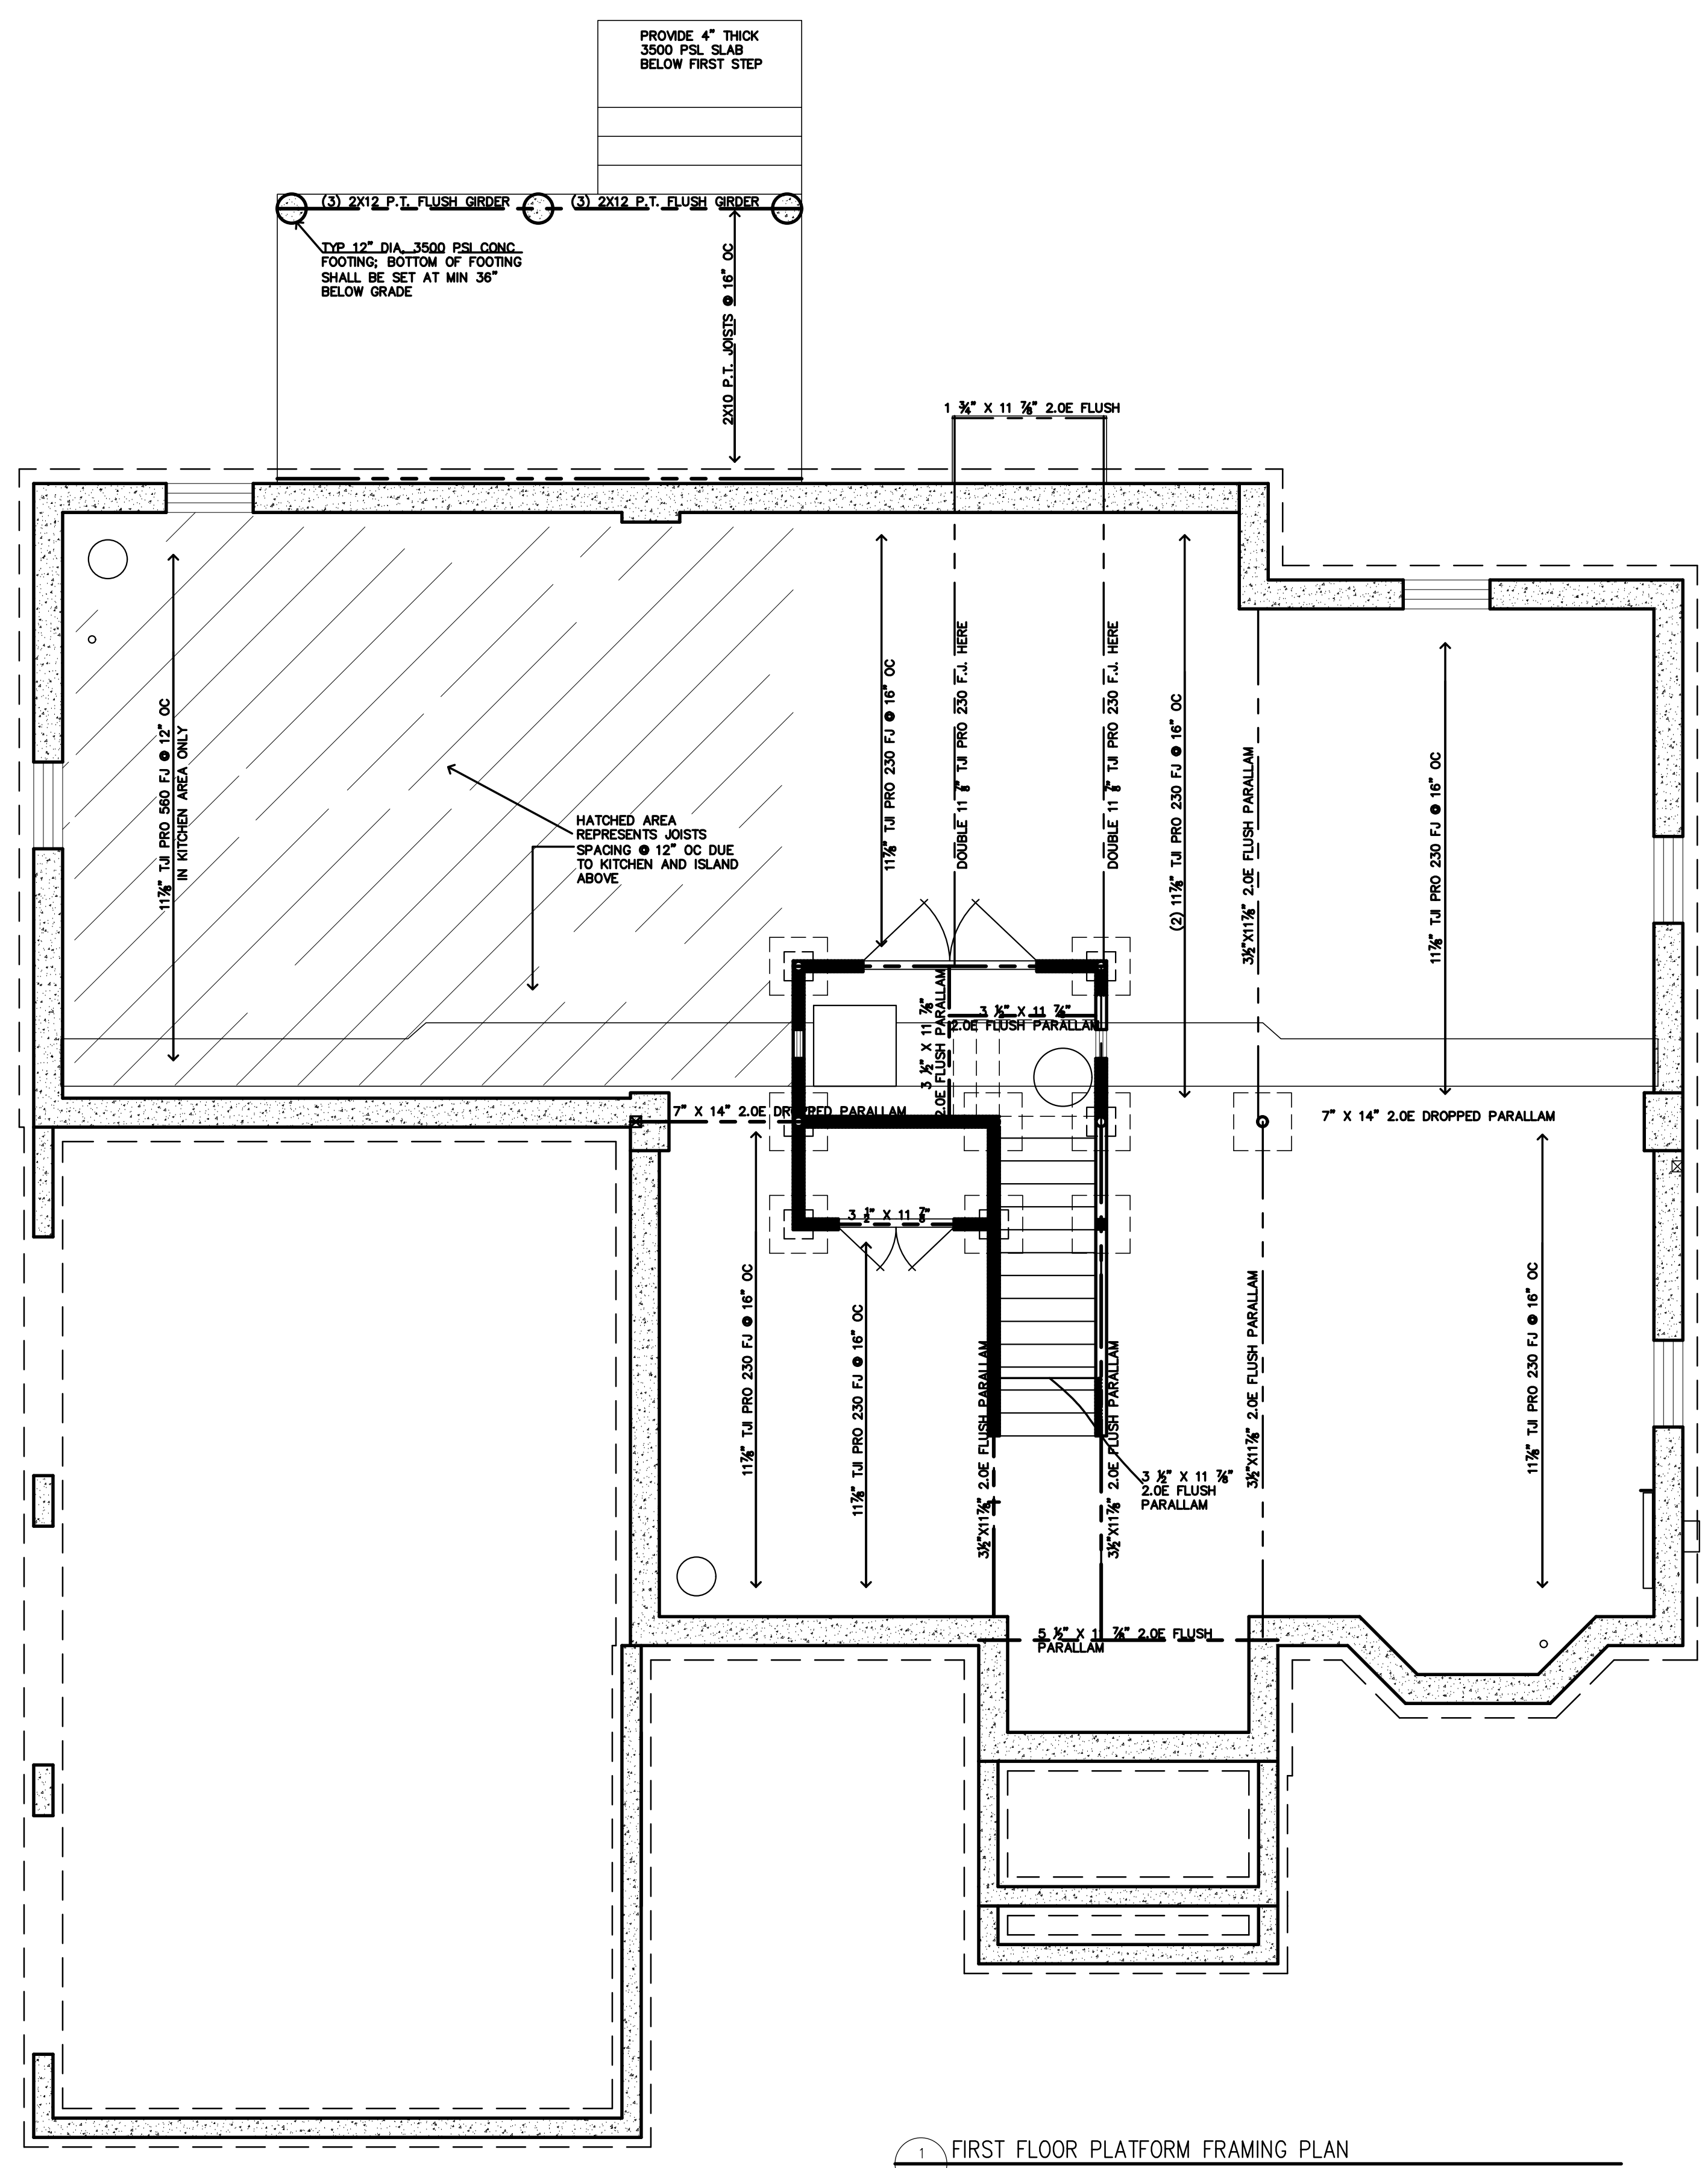 PROVIDE 4" THICK
3500 PSL SLAB
BELOW FIRST STEP
(3) 2X12 P.T. FLUSH GIRDER
(3) 2X12 P.T. FLUSH GIRDER
TYP 12" DIA. 3500 PSI CONC
FOOTING; BOTTOM OF FOOTING
SHALL BE SET AT MIN 36"
BELOW GRADE
2X10 P.T. JOISTS @ 16" OC
1 ¾" X 11 ⅞" 2.0E FLUSH
11⅞" TJI PRO 560 FJ @ 12" OC
IN KITCHEN AREA ONLY
HATCHED AREA
REPRESENTS JOISTS
SPACING @ 12" OC DUE
TO KITCHEN AND ISLAND
ABOVE
11⅞" TJI PRO 230 FJ @ 16" OC
DOUBLE 11 ⅞" TJI PRO 230 F.J. HERE
DOUBLE 11 ⅞" TJI PRO 230 F.J. HERE
(2) 11⅞" TJI PRO 230 FJ @ 16" OC
3½"X11⅞" 2.0E FLUSH PARALLAM
11⅞" TJI PRO 230 FJ @ 16" OC
3 ½" X 11 ⅞"
2.0E FLUSH PARALLAM
3 ½" X 11 ⅞"
2.0E FLUSH PARALLAM
7" X 14" 2.0E DROPPED PARALLAM
7" X 14" 2.0E DROPPED PARALLAM
3 ½" X 11 ⅞"
11⅞" TJI PRO 230 FJ @ 16" OC
11⅞" TJI PRO 230 FJ @ 16" OC
3½"X11⅞" 2.0E FLUSH PARALLAM
3½"X11⅞" 2.0E FLUSH PARALLAM
3 ½" X 11 ⅞"
2.0E FLUSH
PARALLAM
3½"X11⅞" 2.0E FLUSH PARALLAM
11⅞" TJI PRO 230 FJ @ 16" OC
5 ½" X 11 ⅞" 2.0E FLUSH
PARALLAM
1 FIRST FLOOR PLATFORM FRAMING PLAN